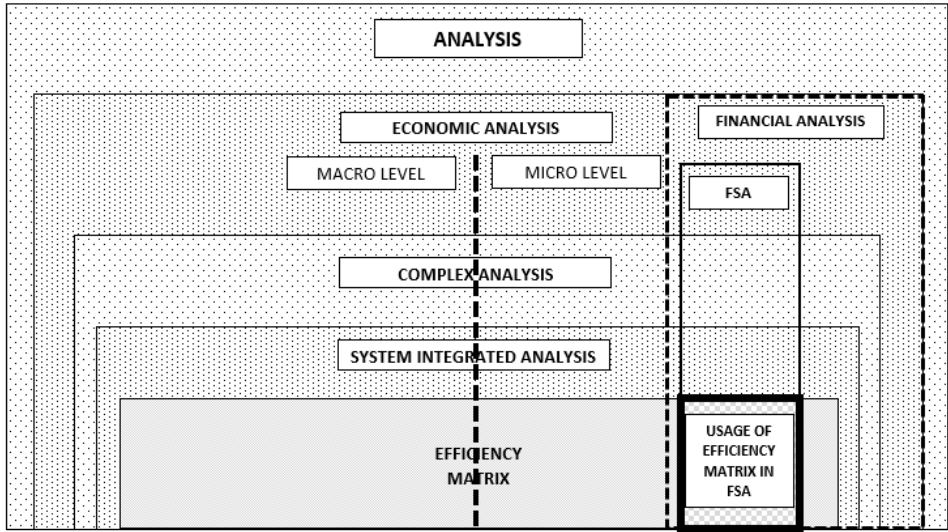 ANALYSIS
ECONOMIC ANALYSIS
FINANCIAL ANALYSIS
MACRO LEVEL
MICRO LEVEL
FSA
COMPLEX ANALYSIS
SYSTEM INTEGRATED ANALYSIS
EFFICIENCY
MATRIX
USAGE OF
EFFICIENCY
MATRIX IN
FSA